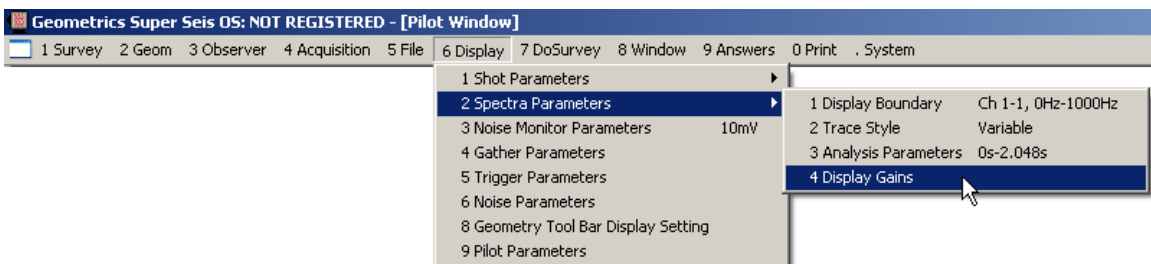 Geometrics Super Seis OS: NOT REGISTERED - [Pilot Window]
1 Survey 2 Geom 3 Observer 4 Acquisition 5 File 6 Display 7 DoSurvey 8 Window 9 Answers 0 Print . System
1 Shot Parameters
2 Spectra Parameters
3 Noise Monitor Parameters 10mV
4 Gather Parameters
5 Trigger Parameters
6 Noise Parameters
8 Geometry Tool Bar Display Setting
9 Pilot Parameters
1 Display Boundary Ch 1-1, 0Hz-1000Hz
2 Trace Style Variable
3 Analysis Parameters 0s-2.048s
4 Display Gains